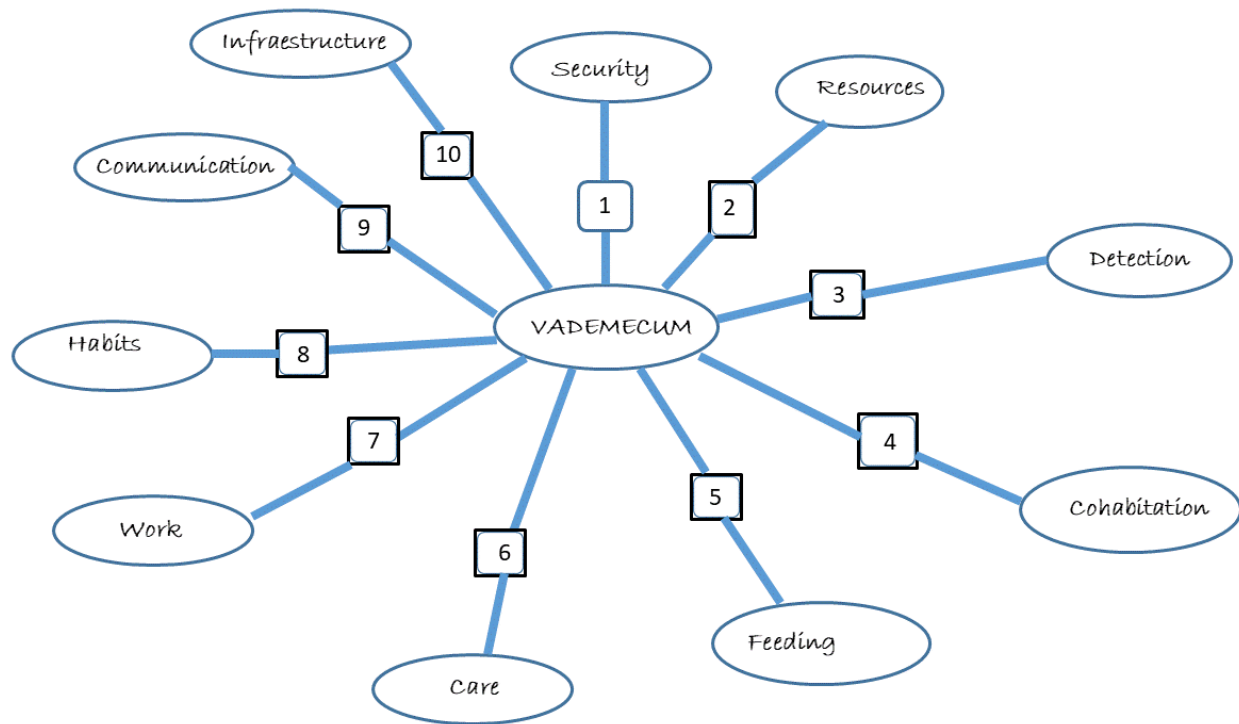 Infraestructure
Security
Resources
Communication
10
1
2
9
3
Detection
VADEMECUM
Habits
8
7
4
Work
5
Cohabitation
6
Feeding
Care